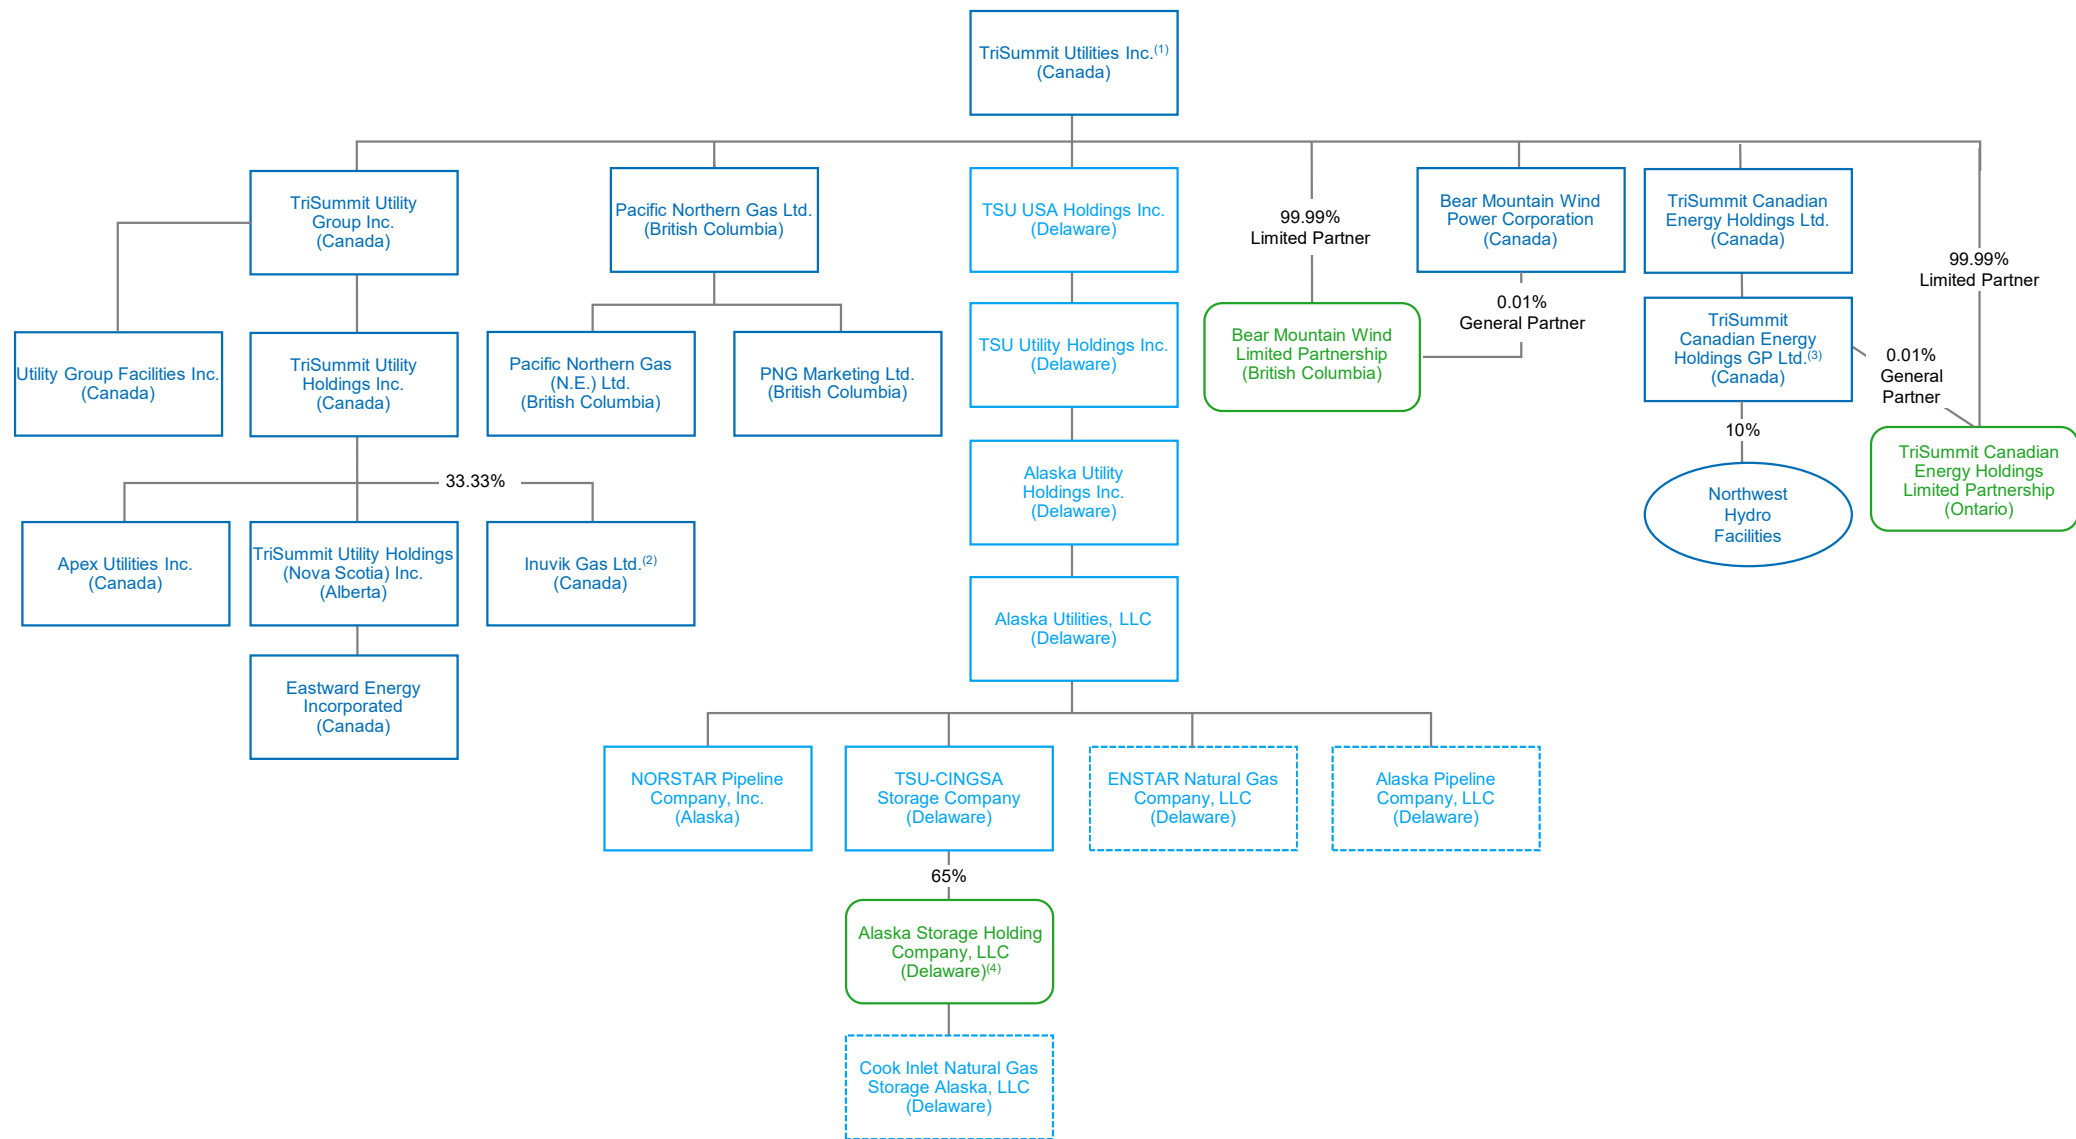 TriSummit Utilities Inc.(1)
(Canada)
TriSummit Utility
Group Inc.
(Canada)
Pacific Northern Gas Ltd.
(British Columbia)
TSU USA Holdings Inc.
(Delaware)
99.99%
Limited Partner
Bear Mountain Wind
Power Corporation
(Canada)
TriSummit Canadian
Energy Holdings Ltd.
(Canada)
99.99%
Limited Partner
Utility Group Facilities Inc.
(Canada)
TriSummit Utility
Holdings Inc.
(Canada)
Pacific Northern Gas
(N.E.) Ltd.
(British Columbia)
PNG Marketing Ltd.
(British Columbia)
TSU Utility Holdings Inc.
(Delaware)
Bear Mountain Wind
Limited Partnership
(British Columbia)
0.01%
General Partner
TriSummit
Canadian Energy
Holdings GP Ltd.(3)
(Canada)
0.01%
General
Partner
33.33%
Alaska Utility
Holdings Inc.
(Delaware)
10%
Northwest
Hydro
Facilities
TriSummit Canadian
Energy Holdings
Limited Partnership
(Ontario)
Apex Utilities Inc.
(Canada)
TriSummit Utility Holdings
(Nova Scotia) Inc.
(Alberta)
Inuvik Gas Ltd.(2)
(Canada)
Alaska Utilities, LLC
(Delaware)
Eastward Energy
Incorporated
(Canada)
NORSTAR Pipeline
Company, Inc.
(Alaska)
TSU-CINGSA
Storage Company
(Delaware)
ENSTAR Natural Gas
Company, LLC
(Delaware)
Alaska Pipeline
Company, LLC
(Delaware)
65%
Alaska Storage Holding
Company, LLC
(Delaware)(4)
Cook Inlet Natural Gas
Storage Alaska, LLC
(Delaware)